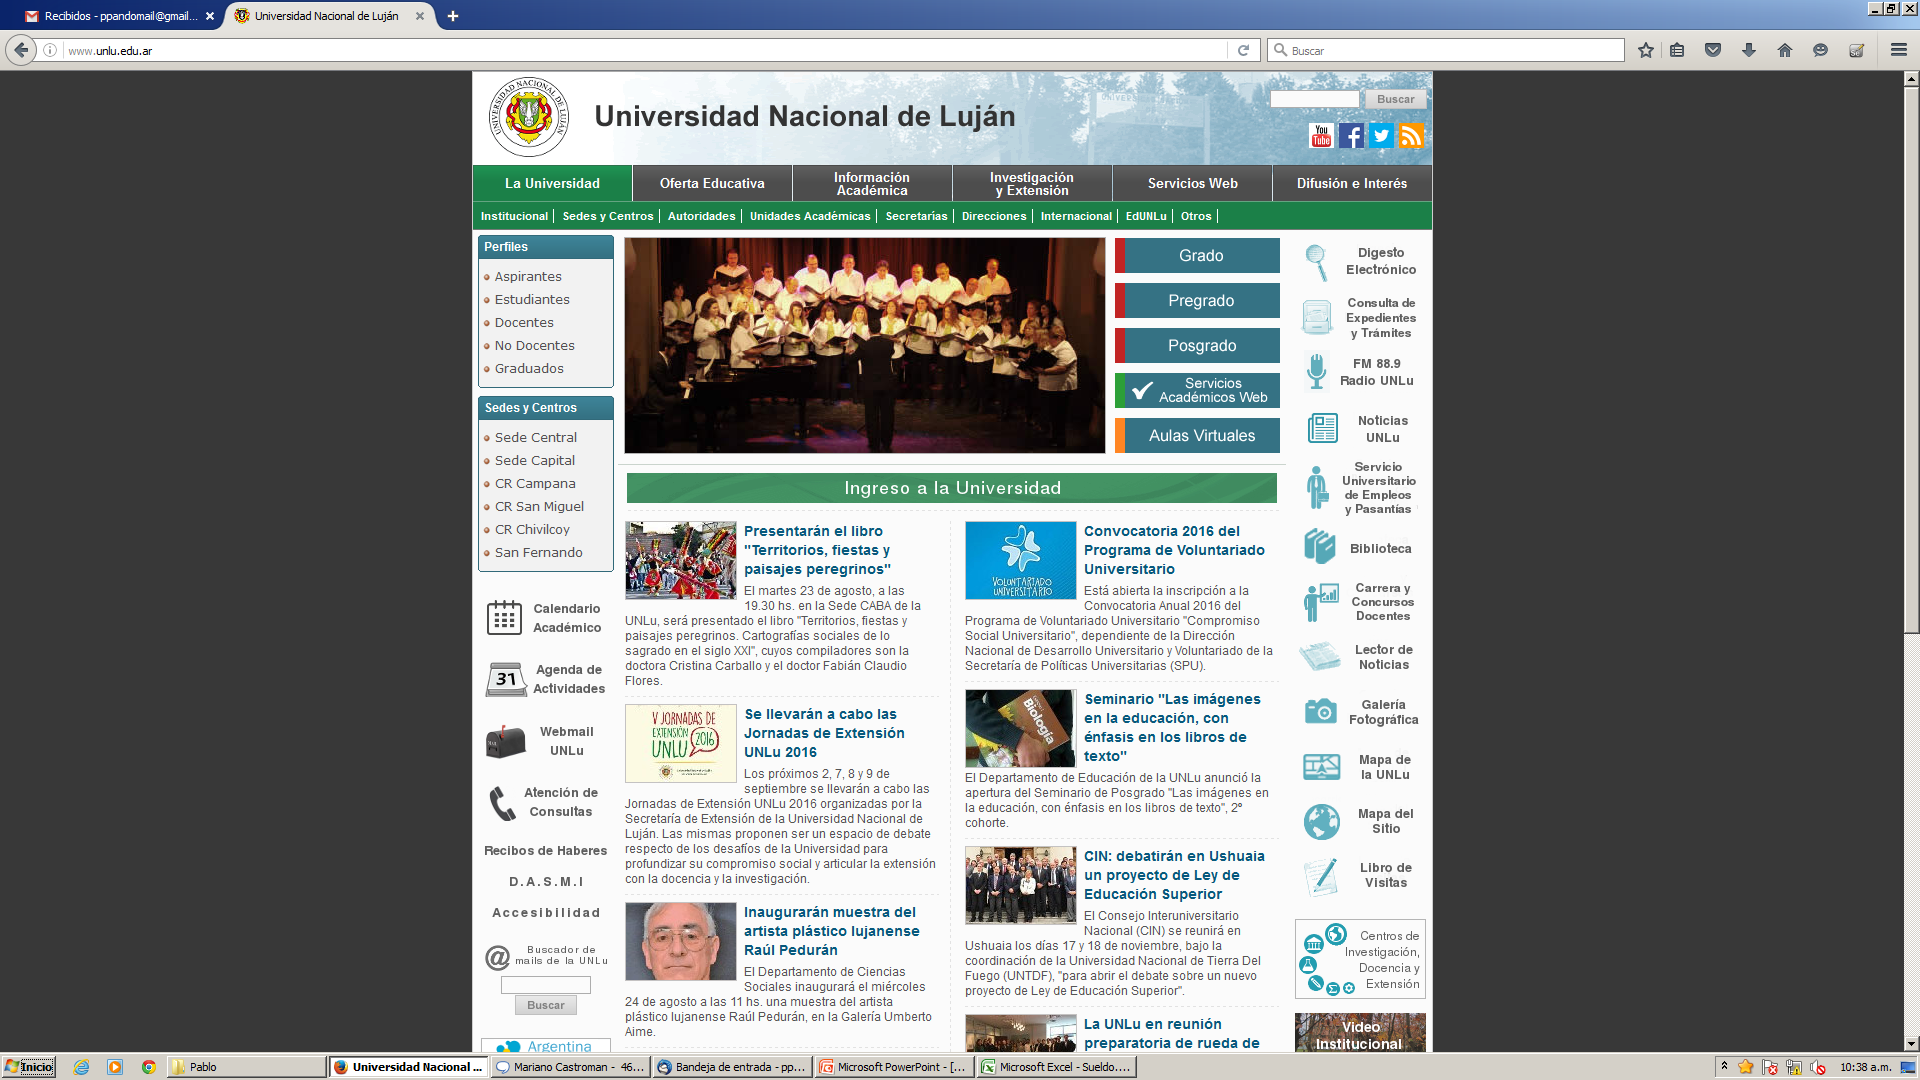 Recibidos - ppandomail@gmail...
Universidad Nacional de Luján
www.unlu.edu.ar
Buscar
UNIVERSIDAD NACIONAL DE LUJAN
Universidad Nacional de Luján
Buscar
You
Tube
La Universidad
Oferta Educativa
Información
Académica
Investigación
y Extensión
Servicios Web
Difusión e Interés
Institucional
Sedes y Centros
Autoridades
Unidades Académicas
Secretarías
Direcciones
Internacional
EdUNLu
Otros
Perfiles
Aspirantes
Estudiantes
Docentes
No Docentes
Graduados
Sedes y Centros
Sede Central
Sede Capital
CR Campana
CR San Miguel
CR Chivilcoy
San Fernando
Calendario
Académico
31
Agenda de
Actividades
Webmail
UNLu
Atención de
Consultas
Recibos de Haberes
D.A.S.M.I
Accesibilidad
@
Buscador de
mails de la UNLu
Buscar
Argentina
Grado
Pregrado
Posgrado
Servicios
Académicos Web
Aulas Virtuales
Ingreso a la Universidad
Presentarán el libro
"Territorios, fiestas y
paisajes peregrinos"
El martes 23 de agosto, a las
19.30 hs. en la Sede CABA de la
UNLu, será presentado el libro "Territorios, fiestas y
paisajes peregrinos. Cartografías sociales de lo
sagrado en el siglo XXI", cuyos compiladores son la
doctora Cristina Carballo y el doctor Fabián Claudio
Flores.
V JORNADAS DE
EXTENSIÓN
UNLU 2016
Se llevarán a cabo las
Jornadas de Extensión
UNLu 2016
Los próximos 2, 7, 8 y 9 de
septiembre se llevarán a cabo las
Jornadas de Extensión UNLu 2016 organizadas por la
Secretaría de Extensión de la Universidad Nacional de
Luján. Las mismas proponen ser un espacio de debate
respecto de los desafíos de la Universidad para
profundizar su compromiso social y articular la extensión
con la docencia y la investigación.
Inaugurarán muestra del
artista plástico lujanense
Raúl Pedurán
El Departamento de Ciencias
Sociales inaugurará el miércoles
24 de agosto a las 11 hs. una muestra del artista
plástico lujanense Raúl Pedurán, en la Galería Umberto
Aime.
VOLUNTARIADO
UNIVERSITARIO
Convocatoria 2016 del
Programa de Voluntariado
Universitario
Está abierta la inscripción a la
Convocatoria Anual 2016 del
Programa de Voluntariado Universitario "Compromiso
Social Universitario", dependiente de la Dirección
Nacional de Desarrollo Universitario y Voluntariado de la
Secretaría de Políticas Universitarias (SPU).
Biología
Seminario "Las imágenes
en la educación, con
énfasis en los libros de
texto"
El Departamento de Educación de la UNLu anunció la
apertura del Seminario de Posgrado "Las imágenes en
la educación, con énfasis en los libros de texto", 2º
cohorte.
CIN: debatirán en Ushuaia
un proyecto de Ley de
Educación Superior
El Consejo Interuniversitario
Nacional (CIN) se reunirá en
Ushuaia los días 17 y 18 de noviembre, bajo la
coordinación de la Universidad Nacional de Tierra Del
Fuego (UNTDF), "para abrir el debate sobre un nuevo
proyecto de Ley de Educación Superior".
La UNLu en reunión
preparatoria de rueda de
Digesto
Electrónico
Consulta de
Expedientes
y Trámites
FM 88.9
Radio UNLu
Noticias
UNLu
Servicio
Universitario
de Empleos
y Pasantías
Biblioteca
Carrera y
Concursos
Docentes
Lector de
Noticias
Galería
Fotográfica
Mapa de
la UNLu
Mapa del
Sitio
Libro de
Visitas
Centros de
Investigación,
Docencia y
Extensión
Video
Institucional
Inicio
Pablo
Universidad Nacional ...
Mariano Castroman - 46...
Bandeja de entrada - pp...
Microsoft PowerPoint - [...
Microsoft Excel - Sueldo....
10:38 a.m.